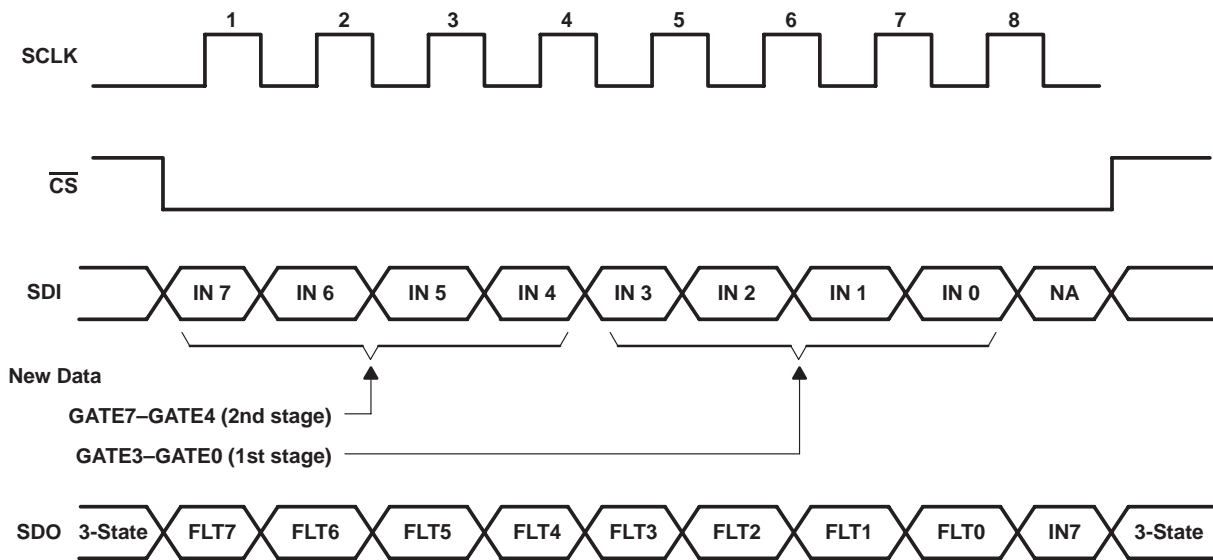 1 2 3 4 5 6 7 8
SCLK
CS
SDI IN 7 IN 6 IN 5 IN 4 IN 3 IN 2 IN 1 IN 0 NA
New Data
GATE7–GATE4 (2nd stage)
GATE3–GATE0 (1st stage)
SDO 3-State FLT7 FLT6 FLT5 FLT4 FLT3 FLT2 FLT1 FLT0 IN7 3-State